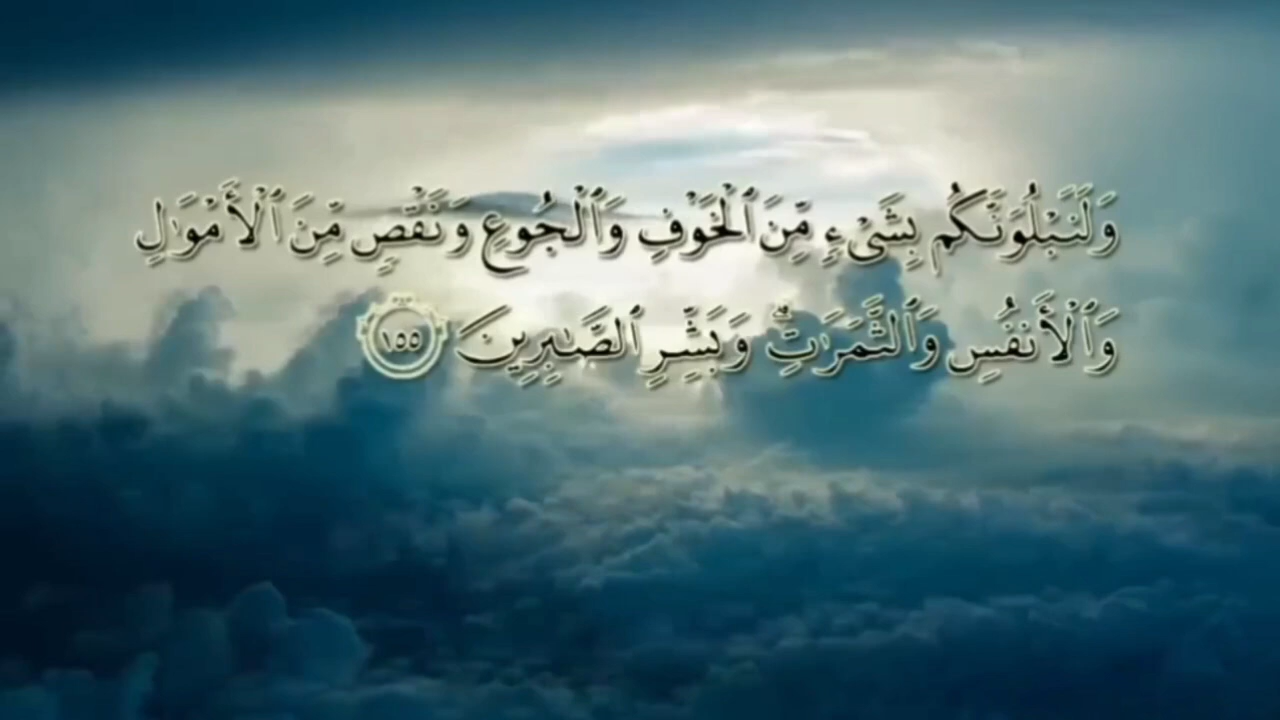 وَلَنَبْلُوَنَّكُم بِشَىْءٍ مِّنَ ٱلْخَوْفِ وَٱلْجُوعِ وَنَقْصٍ مِّنَ ٱلْأَمْوَٰلِ
وَٱلْأَنفُسِ وَٱلثَّمَرَٰتِ ۗ وَبَشِّرِ ٱلصَّـٰبِرِينَ ١٥٥